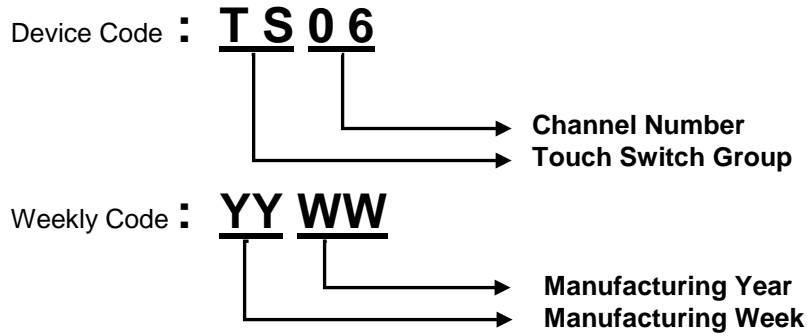 Device Code : T S 0 6
Channel Number
Touch Switch Group
Weekly Code : YY WW
Manufacturing Year
Manufacturing Week